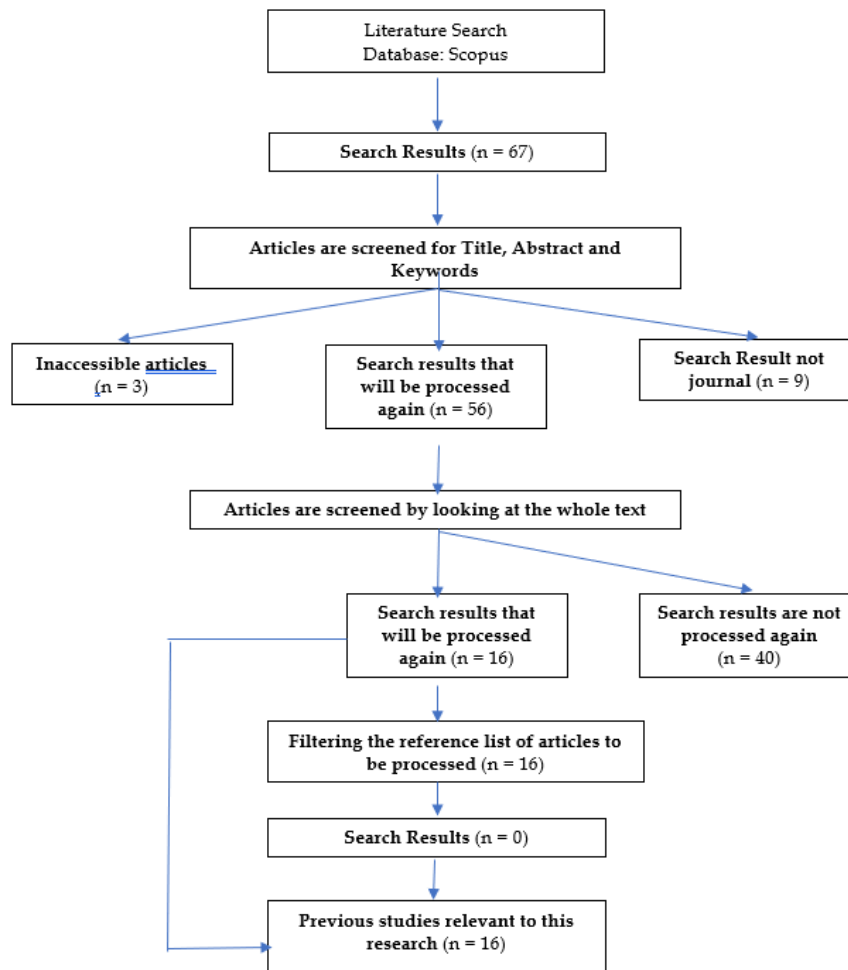 Literature Search
Database: Scopus
Search Results (n = 67)
Articles are screened for Title, Abstract and
Keywords
Inaccessible articles
(n = 3)
Search results that
will be processed
again (n = 56)
Search Result not
journal (n = 9)
Articles are screened by looking at the whole text
Search results that
will be processed
again (n = 16)
Search results are not
processed again
(n = 40)
Filtering the reference list of articles to
be processed (n = 16)
Search Results (n = 0)
Previous studies relevant to this
research (n = 16)